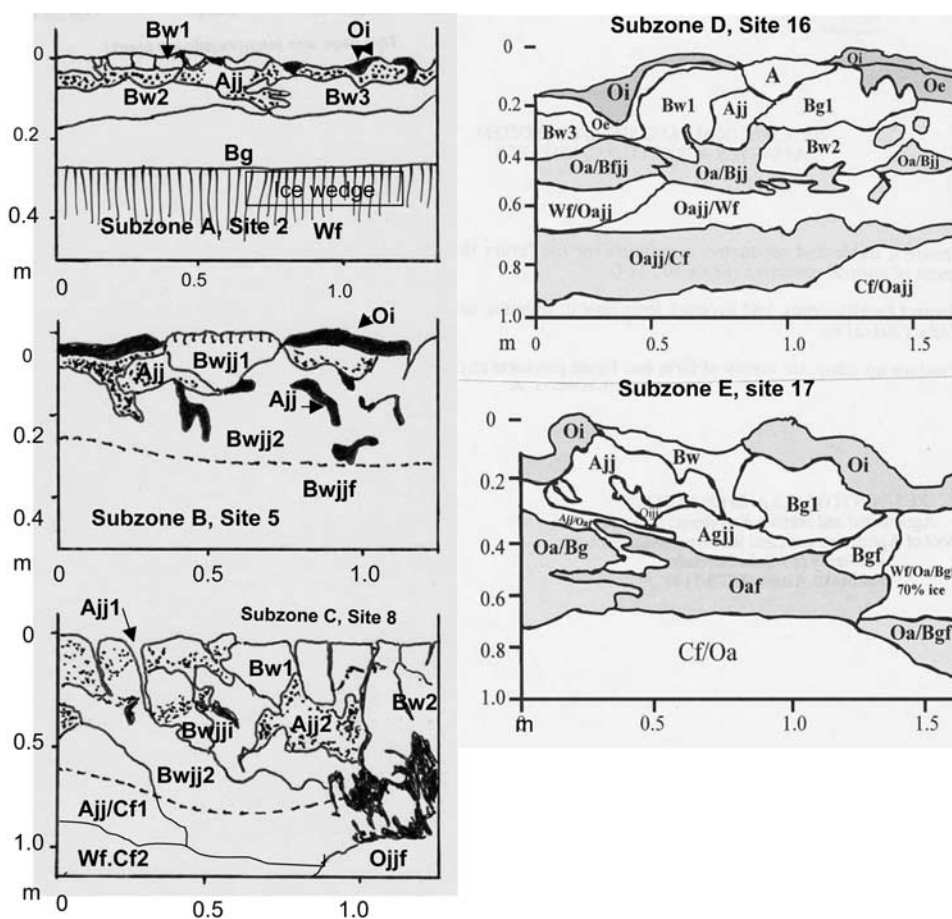 Bw1
Oi
0
Bw2
Ajj
Bw3
0.2
Bg
Ice wedge
0.4
Subzone A, Site 2
Wf
m
0
0.5
1.0
Oi
0
Ajj
Bwjj1
Ajj
0.2
Bwjj2
Bwjjf
0.4
Subzone B, Site 5
m
0
0.5
1.0
Ajj1
Subzone C, Site 8
0
Bw1
Bw2
Bwjji
Ajj2
0.5
Bwjj2
Ajj/Cf1
1.0
Wf.Cf2
Ojjf
m
0
0.5
1.0
Subzone D, Site 16
0
Oi
A
Oi
Oe
0.2
Bw1
Ajj
Bg1
Bw3
Oe
Bw2
0.4
Oa/Bfjj
Oa/Bjj
Oa/Bjj
0.6
Wf/Oajj
Oajj/Wf
Oajj/Cf
0.8
Cf/Oajj
1.0
m
0
0.5
1.0
1.5
Subzone E, site 17
0
Oi
Bw
Ajj
Oi
0.2
Bg1
Oijj
Ajj/Oa
Agjj
0.4
Oa/Bg
Bgf
Wf/Oa/Bg
70% ice
Oaf
0.6
Oa/Bgf
Cf/Oa
0.8
1.0
m
0
0.5
1.0
1.5